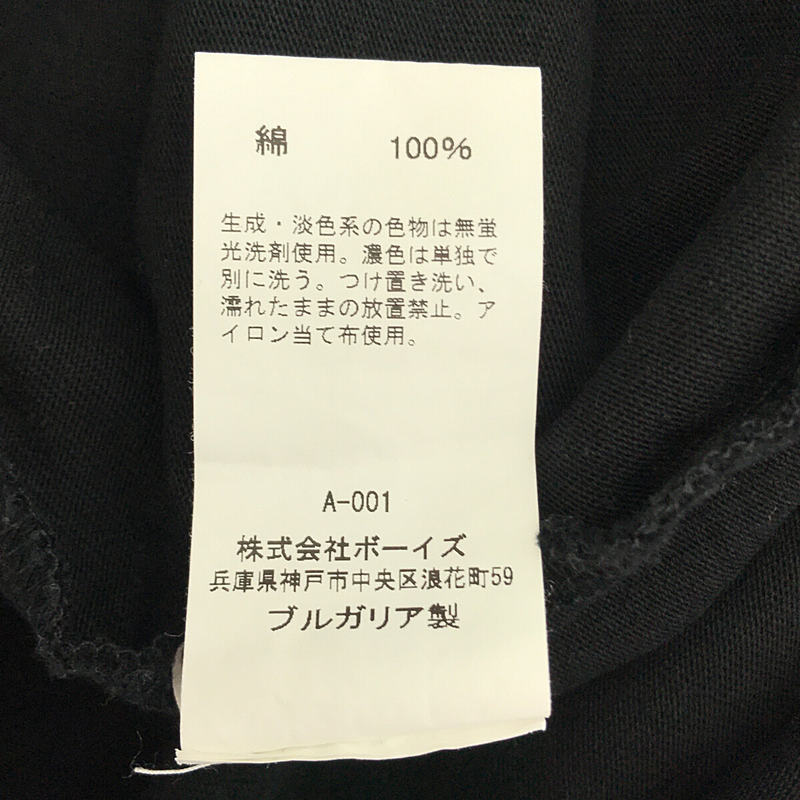 綿 100%
生成・淡色系の色物は無蛍
光洗剤使用。濃色は単独で
別に洗う。つけ置き洗い、
濡れたままの放置禁止。ア
イロン当て布使用。
A-001
株式会社ボーイズ
兵庫県神戸市中央区浪花町59
ブルガリア製